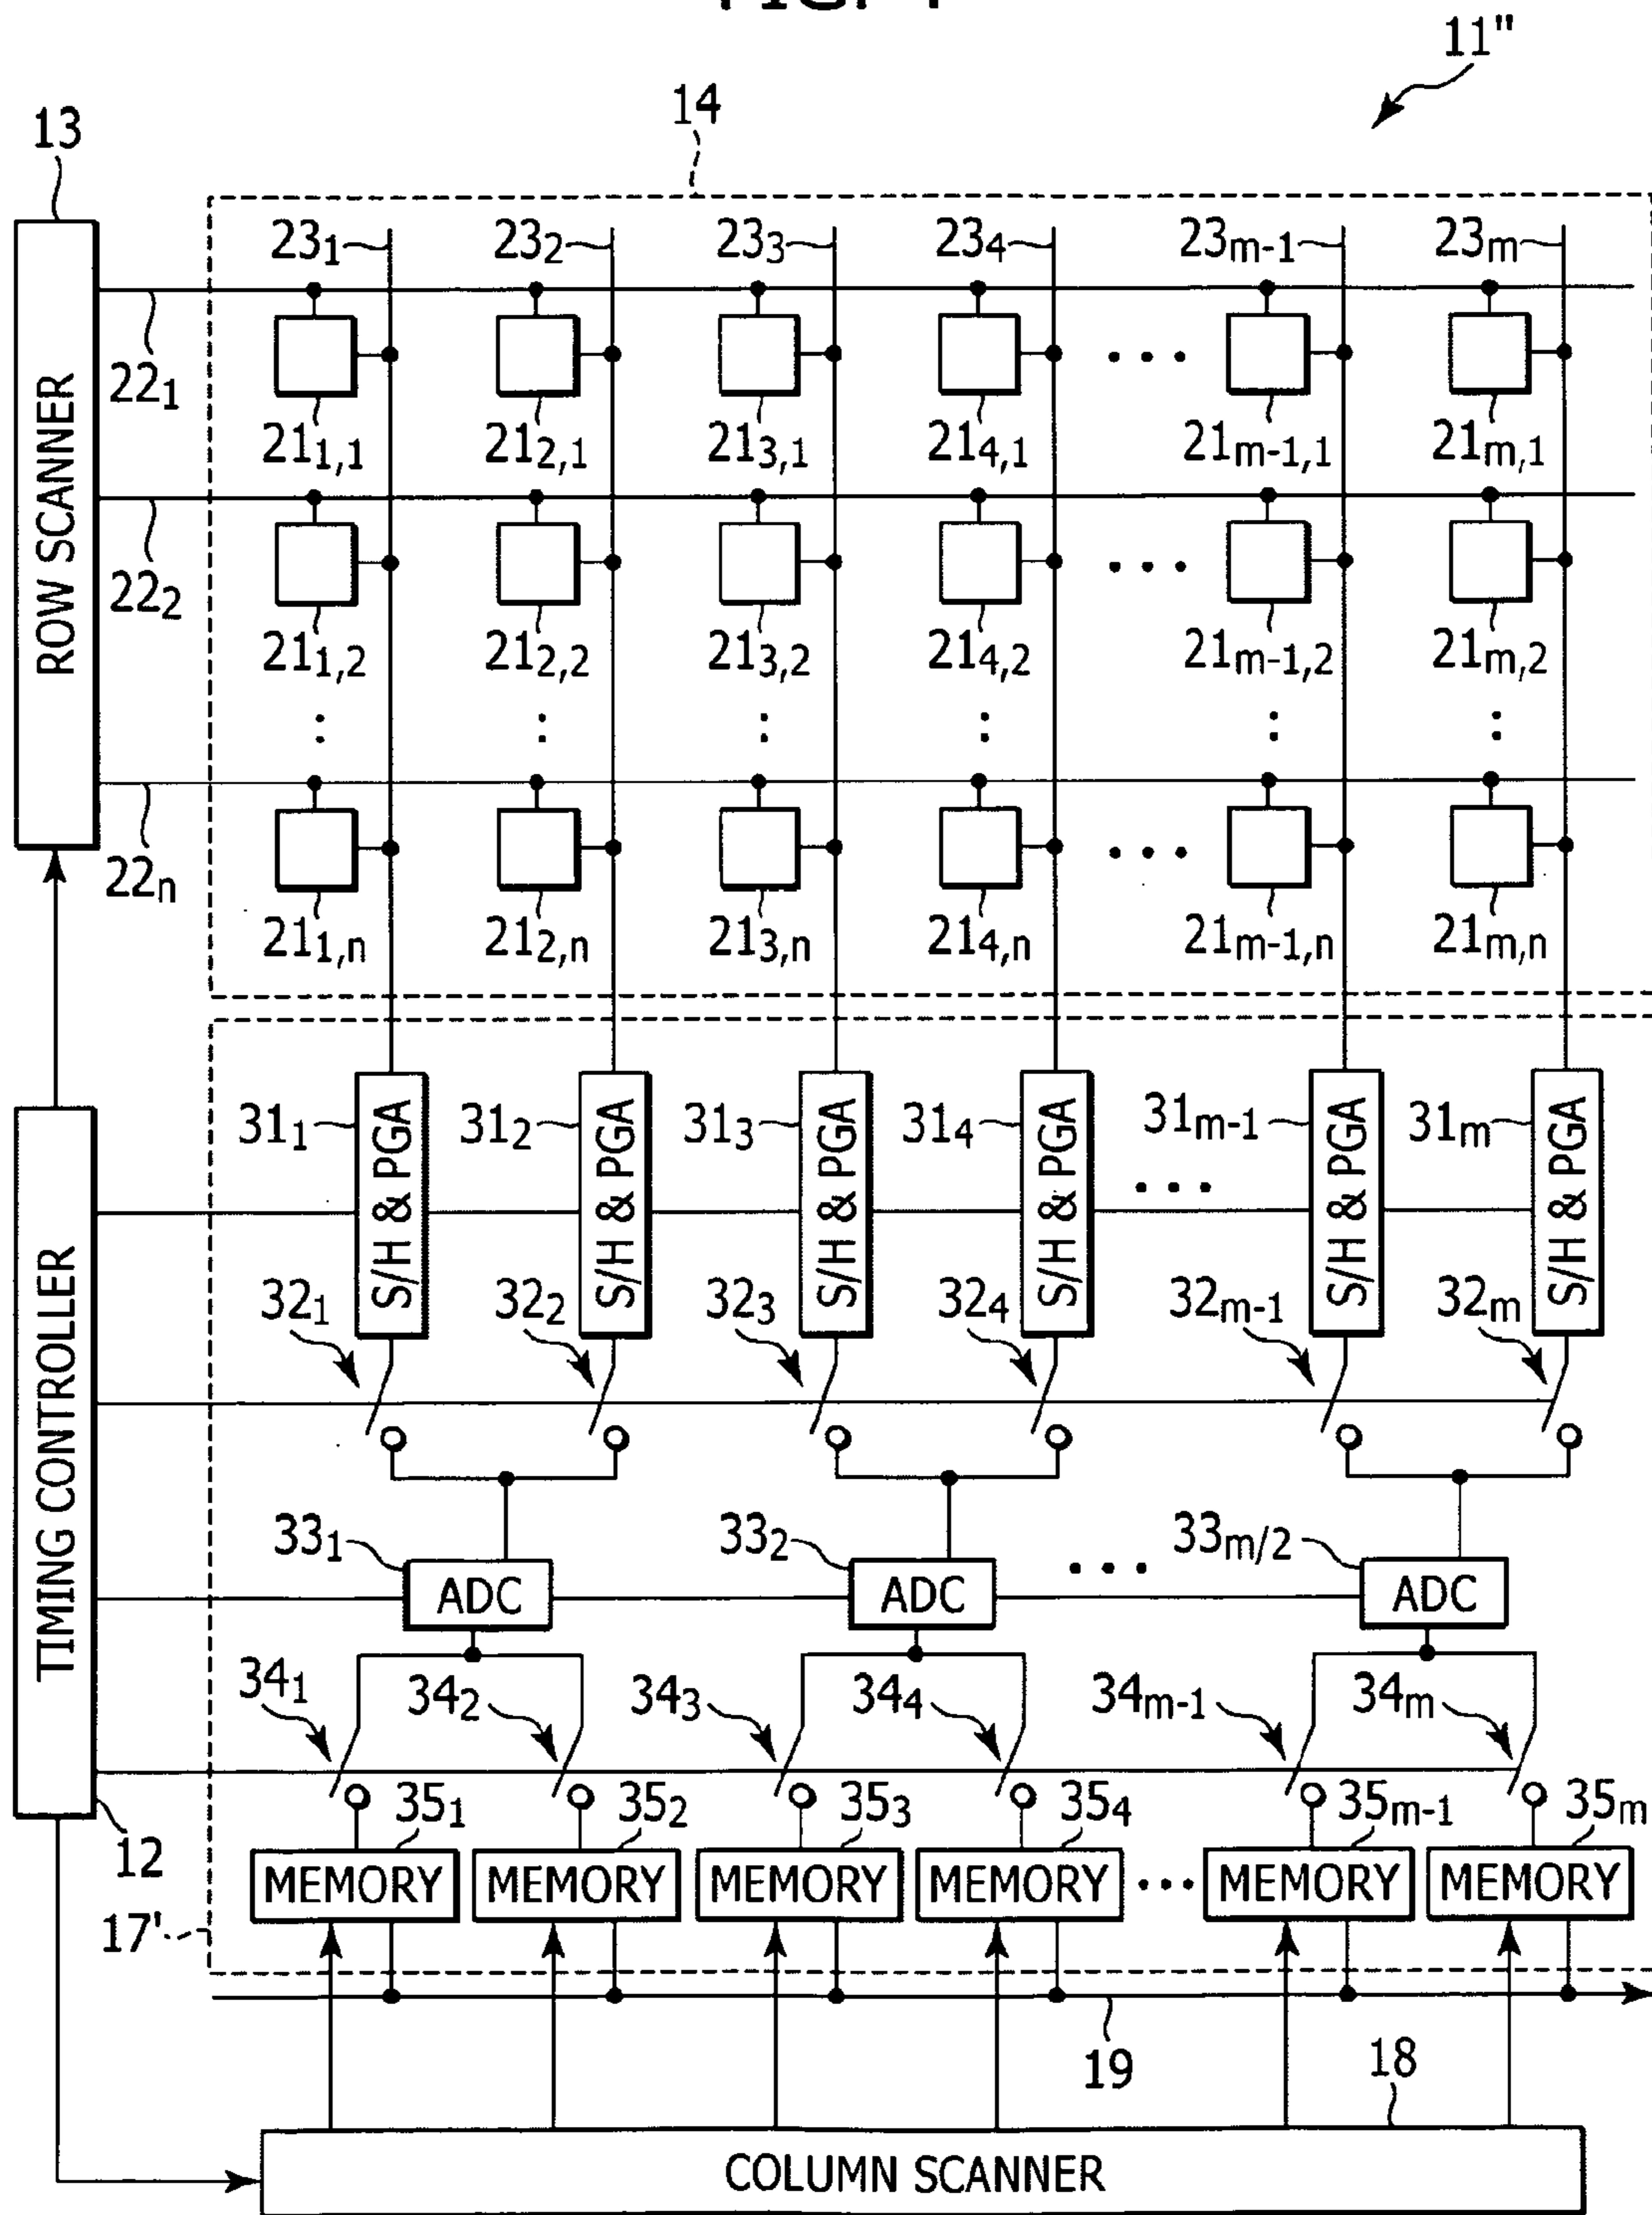 11"
14
13
23₁ 23₂ 23₃ 23₄ 23m-1 23m
22₁
21₁,₁ 21₂,₁ 21₃,₁ 21₄,₁ 21m-1,1 21m,1
ROW SCANNER
22₂
21₁,₂ 21₂,₂ 21₃,₂ 21₄,₂ 21m-1,2 21m,2
22n
21₁,n 21₂,n 21₃,n 21₄,n 21m-1,n 21m,n
31₁ 31₂ 31₃ 31₄ 31m-1 31m
S/H & PGA S/H & PGA S/H & PGA S/H & PGA S/H & PGA S/H & PGA
32₁ 32₂ 32₃ 32₄ 32m-1 32m
TIMING CONTROLLER
33₁ 33₂ 33m/2
ADC ADC ADC
34₁ 34₂ 34₃ 34₄ 34m-1 34m
35₁ 35₂ 35₃ 35₄ 35m-1 35m
12
MEMORY MEMORY MEMORY MEMORY MEMORY MEMORY
17'
19
18
COLUMN SCANNER